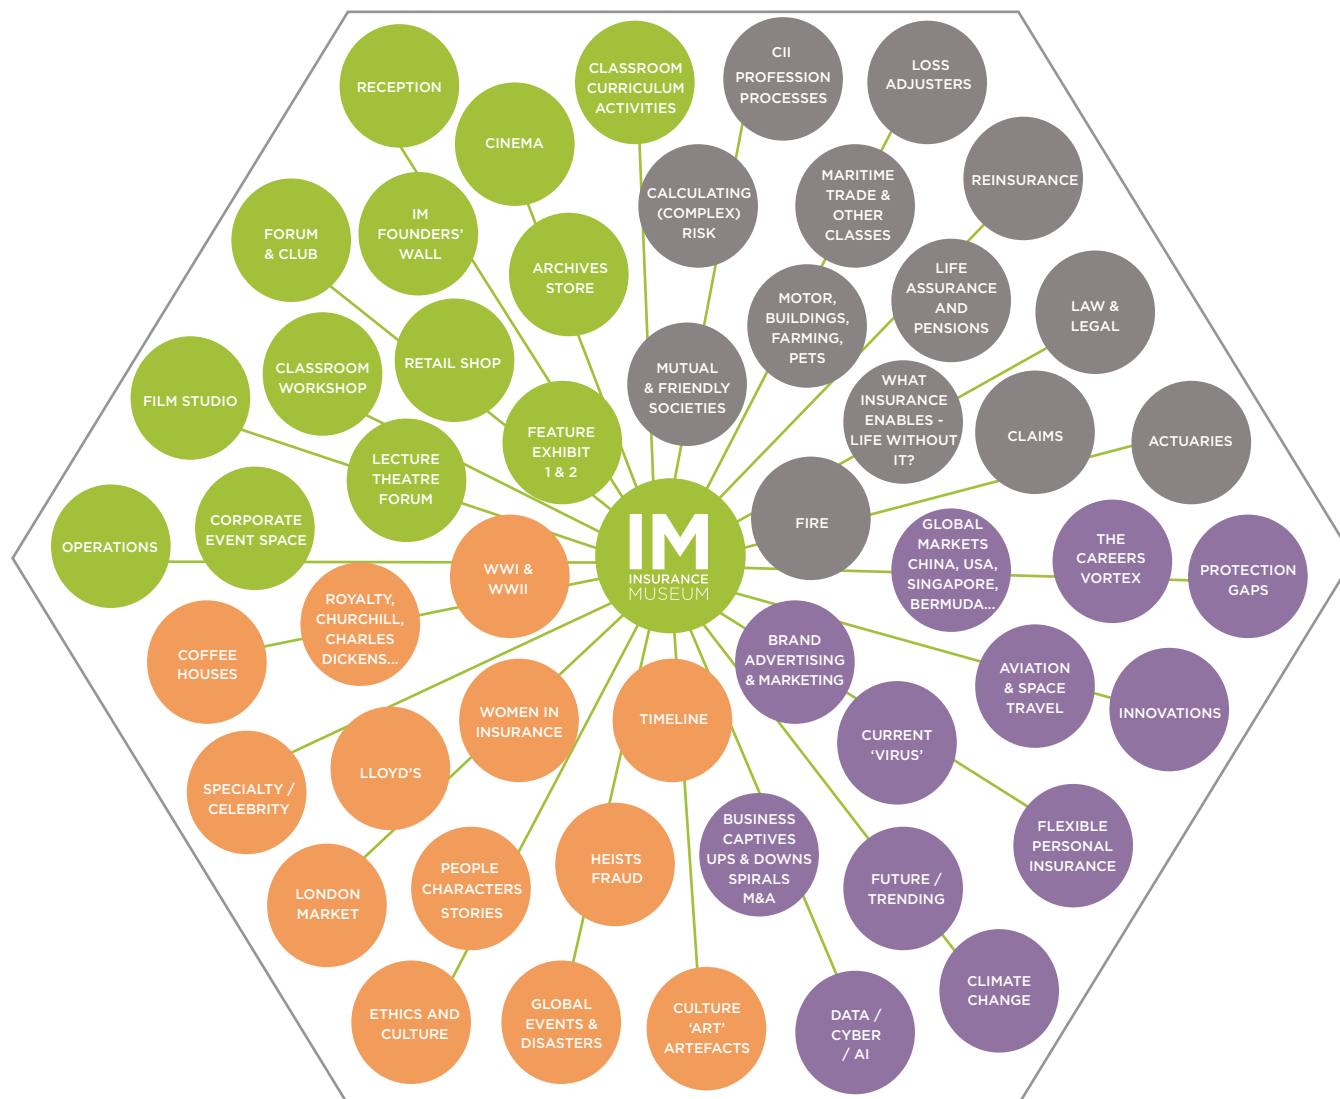 RECEPTION
CINEMA
CLASSROOM
CURRICULUM
ACTIVITIES
FORUM
& CLUB
IM
FOUNDERS'
WALL
ARCHIVES
STORE
FILM STUDIO
CLASSROOM
WORKSHOP
RETAIL SHOP
LECTURE
THEATRE
FORUM
FEATURE
EXHIBIT
1 & 2
OPERATIONS
CORPORATE
EVENT SPACE
CII
PROFESSION
PROCESSES
LOSS
ADJUSTERS
CALCULATING
(COMPLEX)
RISK
MARITIME
TRADE &
OTHER
CLASSES
REINSURANCE
MUTUAL
& FRIENDLY
SOCIETIES
MOTOR,
BUILDINGS,
FARMING,
PETS
LIFE
ASSURANCE
AND
PENSIONS
LAW &
LEGAL
WHAT
INSURANCE
ENABLES -
LIFE WITHOUT
IT?
CLAIMS
ACTUARIES
FIRE
IM
INSURANCE
MUSEUM
GLOBAL
MARKETS
CHINA, USA,
SINGAPORE,
BERMUDA...
THE
CAREERS
VORTEX
PROTECTION
GAPS
BRAND
ADVERTISING
& MARKETING
AVIATION
& SPACE
TRAVEL
INNOVATIONS
CURRENT
‘VIRUS’
BUSINESS
CAPTIVES
UPS & DOWNS
SPIRALS
M&A
FUTURE /
TRENDING
FLEXIBLE
PERSONAL
INSURANCE
DATA /
CYBER
/ AI
CLIMATE
CHANGE
WWI &
WWII
ROYALTY,
CHURCHILL,
CHARLES
DICKENS...
COFFEE
HOUSES
WOMEN IN
INSURANCE
TIMELINE
LLOYD'S
SPECIALTY /
CELEBRITY
LONDON
MARKET
PEOPLE
CHARACTERS
STORIES
HEISTS
FRAUD
ETHICS AND
CULTURE
GLOBAL
EVENTS &
DISASTERS
CULTURE
‘ART’
ARTEFACTS